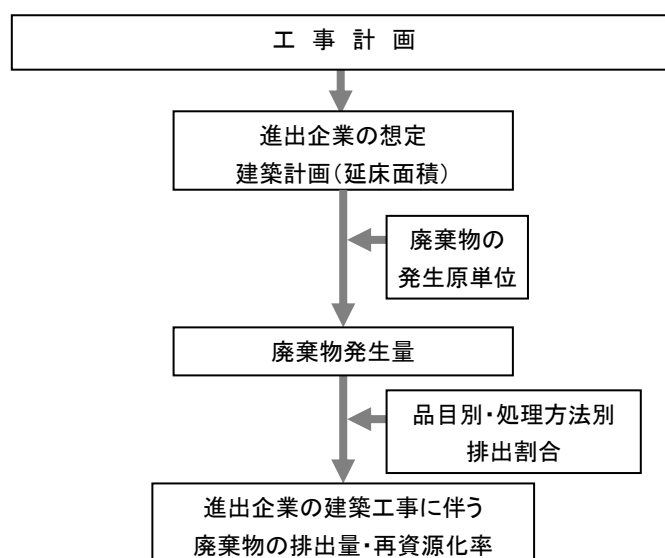 工 事 計 画
進出企業の想定
建築計画（延床面積）
廃棄物の
発生原単位
廃棄物発生量
品目別・処理方法別
排出割合
進出企業の建築工事に伴う
廃棄物の排出量・再資源化率